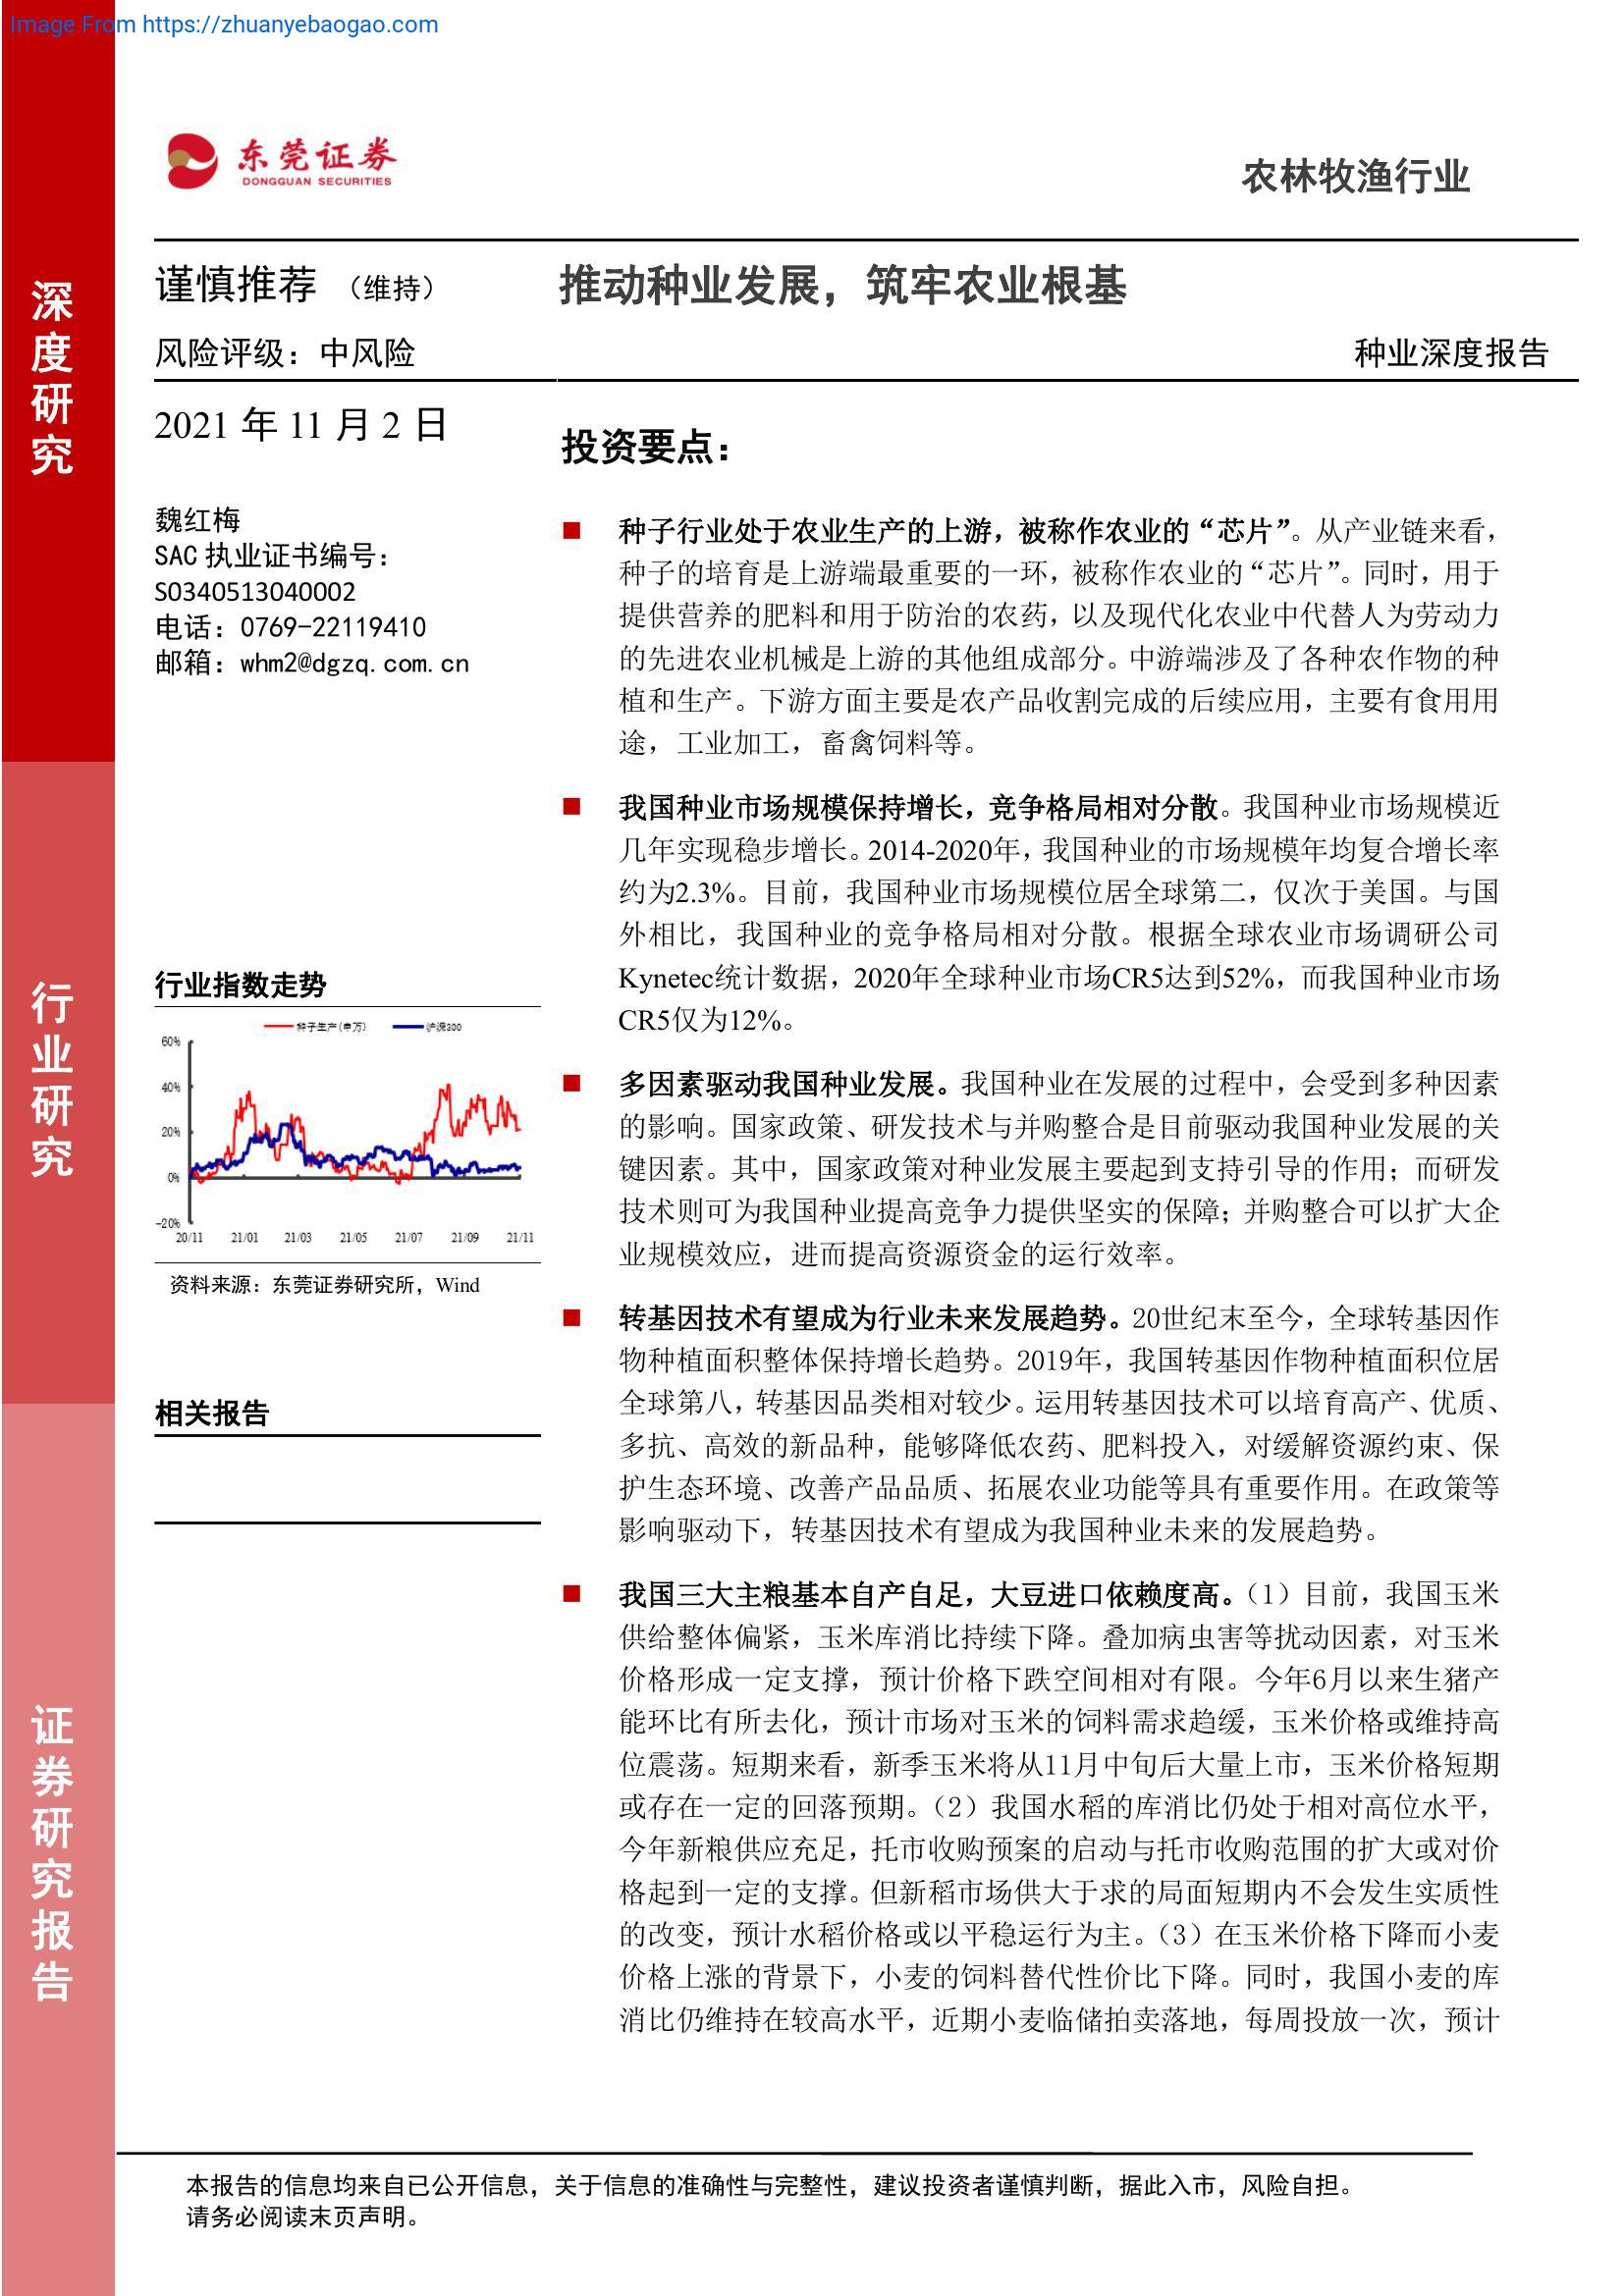 Image From https://zhuanyebaogao.com
东莞证券
DONGGUAN SECURITIES
农林牧渔行业
深度研究
行业研究
证券研究报告
谨慎推荐 （维持）
风险评级：中风险
推动种业发展，筑牢农业根基
种业深度报告
2021 年 11 月 2 日
魏红梅
SAC 执业证书编号：
S0340513040002
电话：0769-22119410
邮箱：whm2@dgzq.com.cn
行业指数走势
种子生产(申万)
沪深300
60%
40%
20%
0%
-20%
20/11 21/01 21/03 21/05 21/07 21/09 21/11
资料来源：东莞证券研究所，Wind
相关报告
投资要点：
种子行业处于农业生产的上游，被称作农业的“芯片”。从产业链来看，
种子的培育是上游端最重要的一环，被称作农业的“芯片”。同时，用于
提供营养的肥料和用于防治的农药，以及现代化农业中代替人为劳动力
的先进农业机械是上游的其他组成部分。中游端涉及了各种农作物的种
植和生产。下游方面主要是农产品收割完成的后续应用，主要有食用用
途，工业加工，畜禽饲料等。
我国种业市场规模保持增长，竞争格局相对分散。我国种业市场规模近
几年实现稳步增长。2014-2020年，我国种业的市场规模年均复合增长率
约为2.3%。目前，我国种业市场规模位居全球第二，仅次于美国。与国
外相比，我国种业的竞争格局相对分散。根据全球农业市场调研公司
Kynetec统计数据，2020年全球种业市场CR5达到52%，而我国种业市场
CR5仅为12%。
多因素驱动我国种业发展。我国种业在发展的过程中，会受到多种因素
的影响。国家政策、研发技术与并购整合是目前驱动我国种业发展的关
键因素。其中，国家政策对种业发展主要起到支持引导的作用；而研发
技术则可为我国种业提高竞争力提供坚实的保障；并购整合可以扩大企
业规模效应，进而提高资源资金的运行效率。
转基因技术有望成为行业未来发展趋势。20世纪末至今，全球转基因作
物种植面积整体保持增长趋势。2019年，我国转基因作物种植面积位居
全球第八，转基因品类相对较少。运用转基因技术可以培育高产、优质、
多抗、高效的新品种，能够降低农药、肥料投入，对缓解资源约束、保
护生态环境、改善产品品质、拓展农业功能等具有重要作用。在政策等
影响驱动下，转基因技术有望成为我国种业未来的发展趋势。
我国三大主粮基本自产自足，大豆进口依赖度高。（1）目前，我国玉米
供给整体偏紧，玉米库消比持续下降。叠加病虫害等扰动因素，对玉米
价格形成一定支撑，预计价格下跌空间相对有限。今年6月以来生猪产
能环比有所去化，预计市场对玉米的饲料需求趋缓，玉米价格或维持高
位震荡。短期来看，新季玉米将从11月中旬后大量上市，玉米价格短期
或存在一定的回落预期。（2）我国水稻的库消比仍处于相对高位水平，
今年新粮供应充足，托市收购预案的启动与托市收购范围的扩大或对价
格起到一定的支撑。但新稻市场供大于求的局面短期内不会发生实质性
的改变，预计水稻价格或以平稳运行为主。（3）在玉米价格下降而小麦
价格上涨的背景下，小麦的饲料替代性价比下降。同时，我国小麦的库
消比仍维持在较高水平，近期小麦临储拍卖落地，每周投放一次，预计
本报告的信息均来自已公开信息，关于信息的准确性与完整性，建议投资者谨慎判断，据此入市，风险自担。
请务必阅读末页声明。